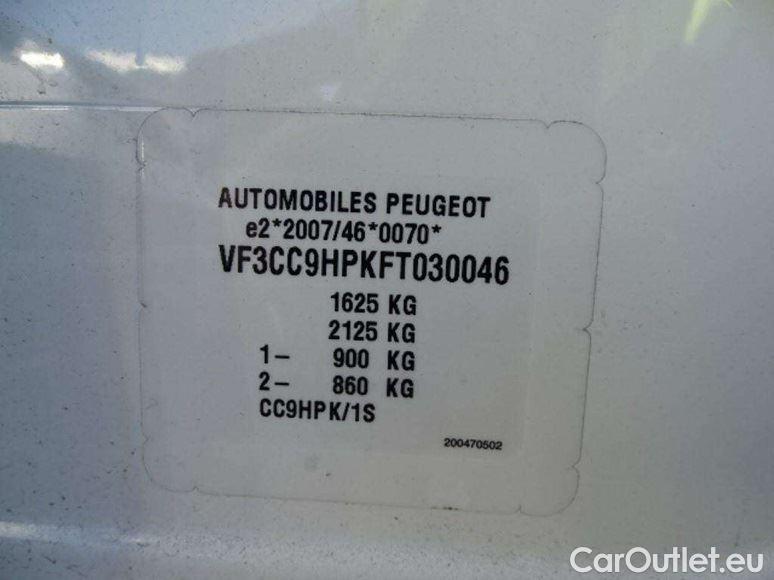 AUTOMOBILES PEUGEOT
e2*2007/46*0070*
VF3CC9HPKFT030046
1625 KG
2125 KG
1- 900 KG
2- 860 KG
CC9HPK/1S
200470502
CarOutlet.eu